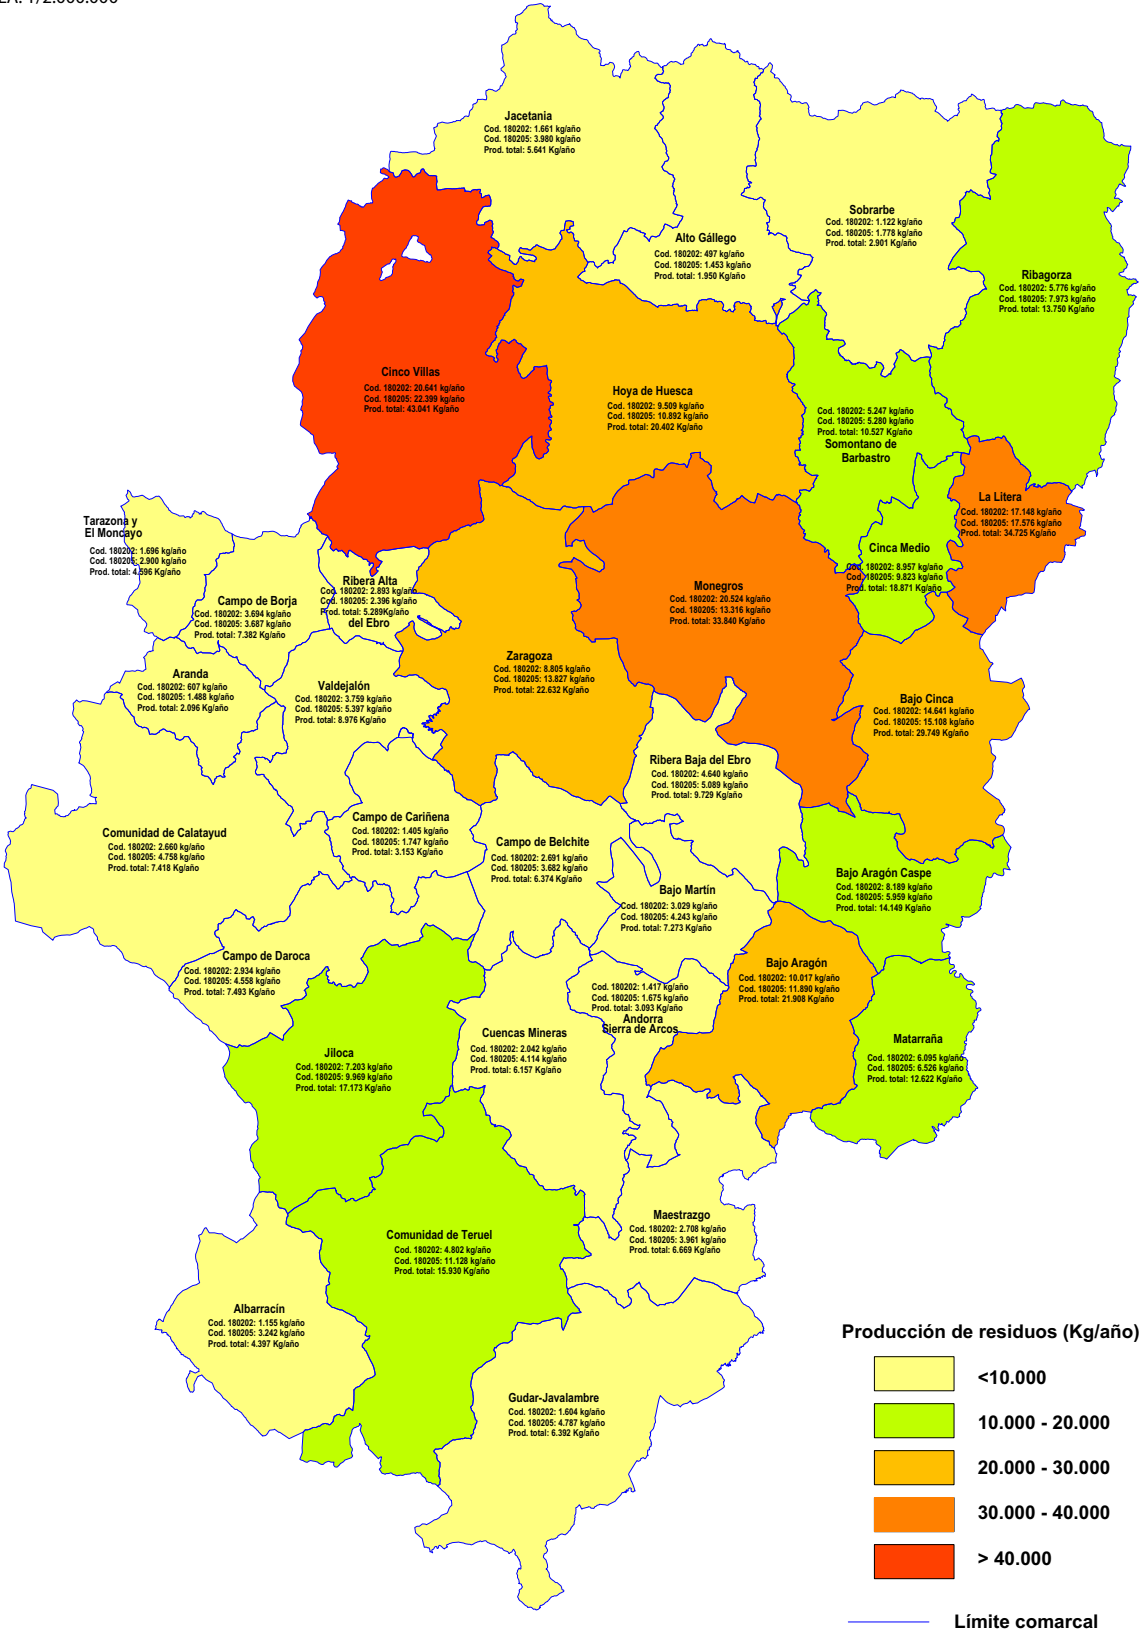 1/2.000.000
Jacetania
Cod. 180202: 1.661 kg/año
Cod. 180205: 3.980 kg/año
Prod. total: 5.641 Kg/año
Alto Gállego
Cod. 180202: 497 kg/año
Cod. 180205: 1.453 kg/año
Prod. total: 1.950 Kg/año
Sobrarbe
Cod. 180202: 1.122 kg/año
Cod. 180205: 1.778 kg/año
Prod. total: 2.901 Kg/año
Ribagorza
Cod. 180202: 5.776 kg/año
Cod. 180205: 7.973 kg/año
Prod. total: 13.750 Kg/año
Cinco Villas
Cod. 180202: 20.641 kg/año
Cod. 180205: 22.399 kg/año
Prod. total: 43.041 Kg/año
Hoya de Huesca
Cod. 180202: 9.509 kg/año
Cod. 180205: 10.892 kg/año
Prod. total: 20.402 Kg/año
Cod. 180202: 5.247 kg/año
Cod. 180205: 5.280 kg/año
Prod. total: 10.527 Kg/año
Somontano de
Barbastro
La Litera
Cod. 180202: 17.148 kg/año
Cod. 180205: 17.576 kg/año
Prod. total: 34.725 Kg/año
Cinca Medio
Cod. 180202: 8.957 kg/año
Cod. 180205: 9.823 kg/año
Prod. total: 18.871 Kg/año
Tarazona y
El Moncayo
Cod. 180202: 1.696 kg/año
Cod. 180205: 2.900 kg/año
Prod. total: 4.596 Kg/año
Campo de Borja
Cod. 180202: 3.694 kg/año
Cod. 180205: 3.687 kg/año
Prod. total: 7.382 Kg/año
Ribera Alta
Cod. 180202: 2.893 kg/año
Cod. 180205: 2.396 kg/año
Prod. total: 5.289Kg/año
del Ebro
Monegros
Cod. 180202: 20.524 kg/año
Cod. 180205: 13.316 kg/año
Prod. total: 33.840 Kg/año
Zaragoza
Cod. 180202: 8.805 kg/año
Cod. 180205: 13.827 kg/año
Prod. total: 22.632 Kg/año
Aranda
Cod. 180202: 607 kg/año
Cod. 180205: 1.488 kg/año
Prod. total: 2.096 Kg/año
Valdejalón
Cod. 180202: 3.759 kg/año
Cod. 180205: 5.397 kg/año
Prod. total: 8.976 Kg/año
Bajo Cinca
Cod. 180202: 14.641 kg/año
Cod. 180205: 15.108 kg/año
Prod. total: 29.749 Kg/año
Ribera Baja del Ebro
Cod. 180202: 4.640 kg/año
Cod. 180205: 5.089 kg/año
Prod. total: 9.729 Kg/año
Comunidad de Calatayud
Cod. 180202: 2.660 kg/año
Cod. 180205: 4.758 kg/año
Prod. total: 7.418 Kg/año
Campo de Cariñena
Cod. 180202: 1.405 kg/año
Cod. 180205: 1.747 kg/año
Prod. total: 3.153 Kg/año
Campo de Belchite
Cod. 180202: 2.691 kg/año
Cod. 180205: 3.682 kg/año
Prod. total: 6.374 Kg/año
Bajo Martín
Cod. 180202: 3.029 kg/año
Cod. 180205: 4.243 kg/año
Prod. total: 7.273 Kg/año
Bajo Aragón Caspe
Cod. 180202: 8.189 kg/año
Cod. 180205: 5.959 kg/año
Prod. total: 14.149 Kg/año
Campo de Daroca
Cod. 180202: 2.934 kg/año
Cod. 180205: 4.558 kg/año
Prod. total: 7.493 Kg/año
Bajo Aragón
Cod. 180202: 10.017 kg/año
Cod. 180205: 11.890 kg/año
Prod. total: 21.908 Kg/año
Cod. 180202: 1.417 kg/año
Cod. 180205: 1.675 kg/año
Prod. total: 3.093 Kg/año
Andorra
Sierra de Arcos
Cuencas Mineras
Cod. 180202: 2.042 kg/año
Cod. 180205: 4.114 kg/año
Prod. total: 6.157 Kg/año
Matarraña
Cod. 180202: 6.095 kg/año
Cod. 180205: 6.526 kg/año
Prod. total: 12.622 Kg/año
Jiloca
Cod. 180202: 7.203 kg/año
Cod. 180205: 9.969 kg/año
Prod. total: 17.173 Kg/año
Maestrazgo
Cod. 180202: 2.708 kg/año
Cod. 180205: 3.961 kg/año
Prod. total: 6.669 Kg/año
Comunidad de Teruel
Cod. 180202: 4.802 kg/año
Cod. 180205: 11.128 kg/año
Prod. total: 15.930 Kg/año
Albarracín
Cod. 180202: 1.155 kg/año
Cod. 180205: 3.242 kg/año
Prod. total: 4.397 Kg/año
Gudar-Javalambre
Cod. 180202: 1.604 kg/año
Cod. 180205: 4.787 kg/año
Prod. total: 6.392 Kg/año
Producción de residuos (Kg/año)
<10.000
10.000 - 20.000
20.000 - 30.000
30.000 - 40.000
> 40.000
Límite comarcal